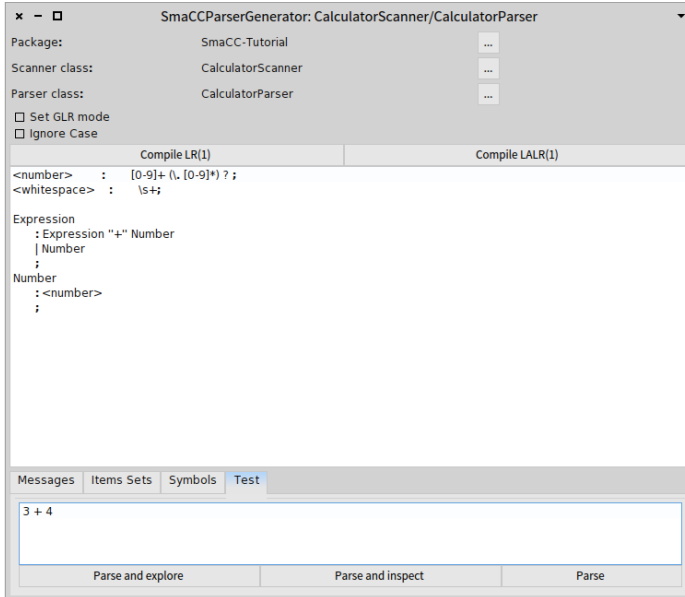 SmaCCParserGenerator: CalculatorScanner/CalculatorParser
Package: SmaCC-Tutorial ...
Scanner class: CalculatorScanner ...
Parser class: CalculatorParser ...
Set GLR mode
Ignore Case
Compile LR(1) Compile LALR(1)
<number> : [0-9]+ (\. [0-9]*) ? ;
<whitespace> : \s+;
Expression
: Expression "+" Number
| Number
;
Number
: <number>
;
Messages Items Sets Symbols Test
3 + 4
Parse and explore Parse and inspect Parse